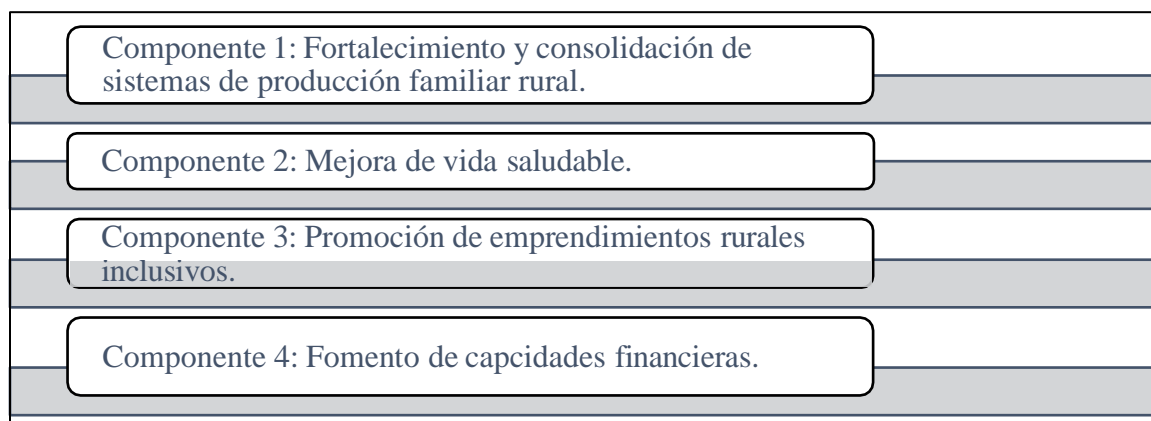 Componente 1: Fortalecimiento y consolidación de
sistemas de producción familiar rural.
Componente 2: Mejora de vida saludable.
Componente 3: Promoción de emprendimientos rurales
inclusivos.
Componente 4: Fomento de capcidades financieras.